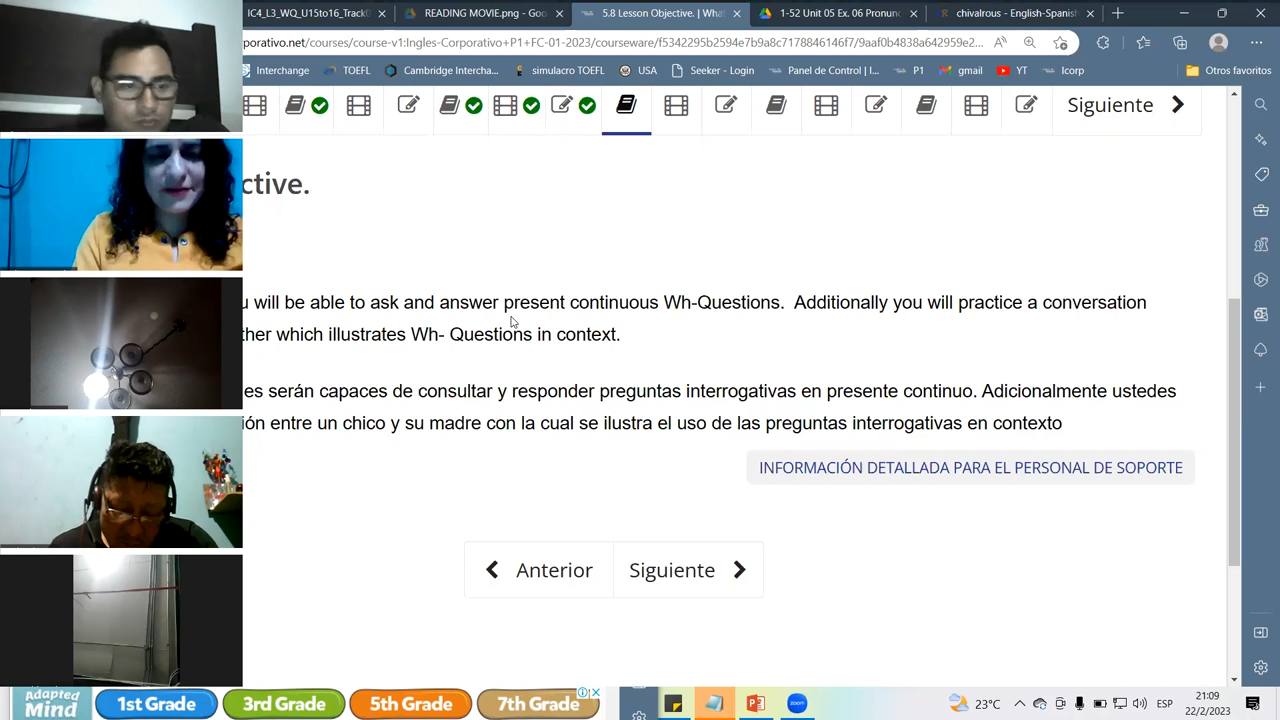 IC4_L3_WQ_U15to16_Track0
READING MOVIE.png - Goo
5.8 Lesson Objective. | Wha
1-52 Unit 05 Ex. 06 Pronunc
chivalrous - English-Spanish
porativo.net/courses/course-v1:Ingles-Corporativo+P1+FC-01-2023/courseware/f5342295b2594e7b9a8c7178846146f7/9aaf0b4838a642959e2...
Interchange
TOEFL
Cambridge Intercha...
simulacro TOEFL
USA
Seeker - Login
Panel de Control | I...
P1
gmail
YT
Icorp
Otros favoritos
Siguiente
ctive.
u will be able to ask and answer present continuous Wh-Questions. Additionally you will practice a conversation
ther which illustrates Wh- Questions in context.
es serán capaces de consultar y responder preguntas interrogativas en presente continuo. Adicionalmente ustedes
ión entre un chico y su madre con la cual se ilustra el uso de las preguntas interrogativas en contexto
INFORMACIÓN DETALLADA PARA EL PERSONAL DE SOPORTE
Anterior
Siguiente
Adapted Mind
1st Grade
3rd Grade
5th Grade
7th Grade
23°C
ESP
21:09
22/2/2023